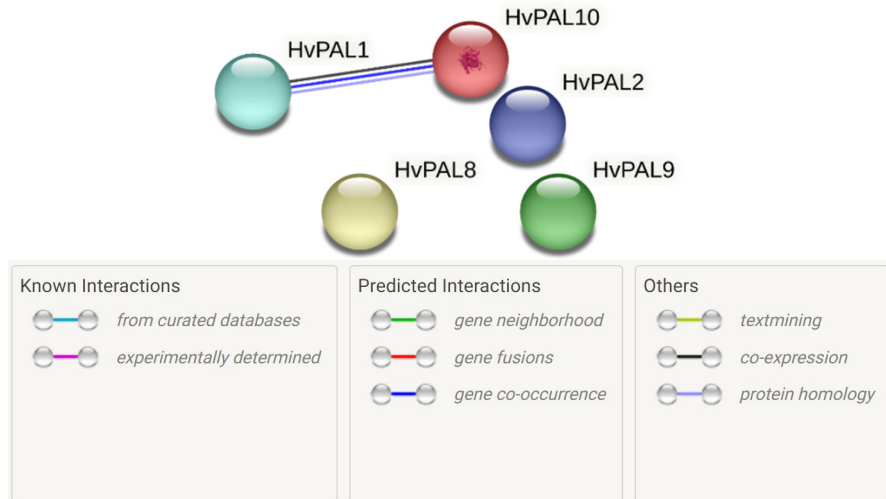 HvPAL10
HvPAL1
HvPAL2
HvPAL8
HvPAL9
Known Interactions
from curated databases
experimentally determined
Predicted Interactions
gene neighborhood
gene fusions
gene co-occurrence
Others
textmining
co-expression
protein homology